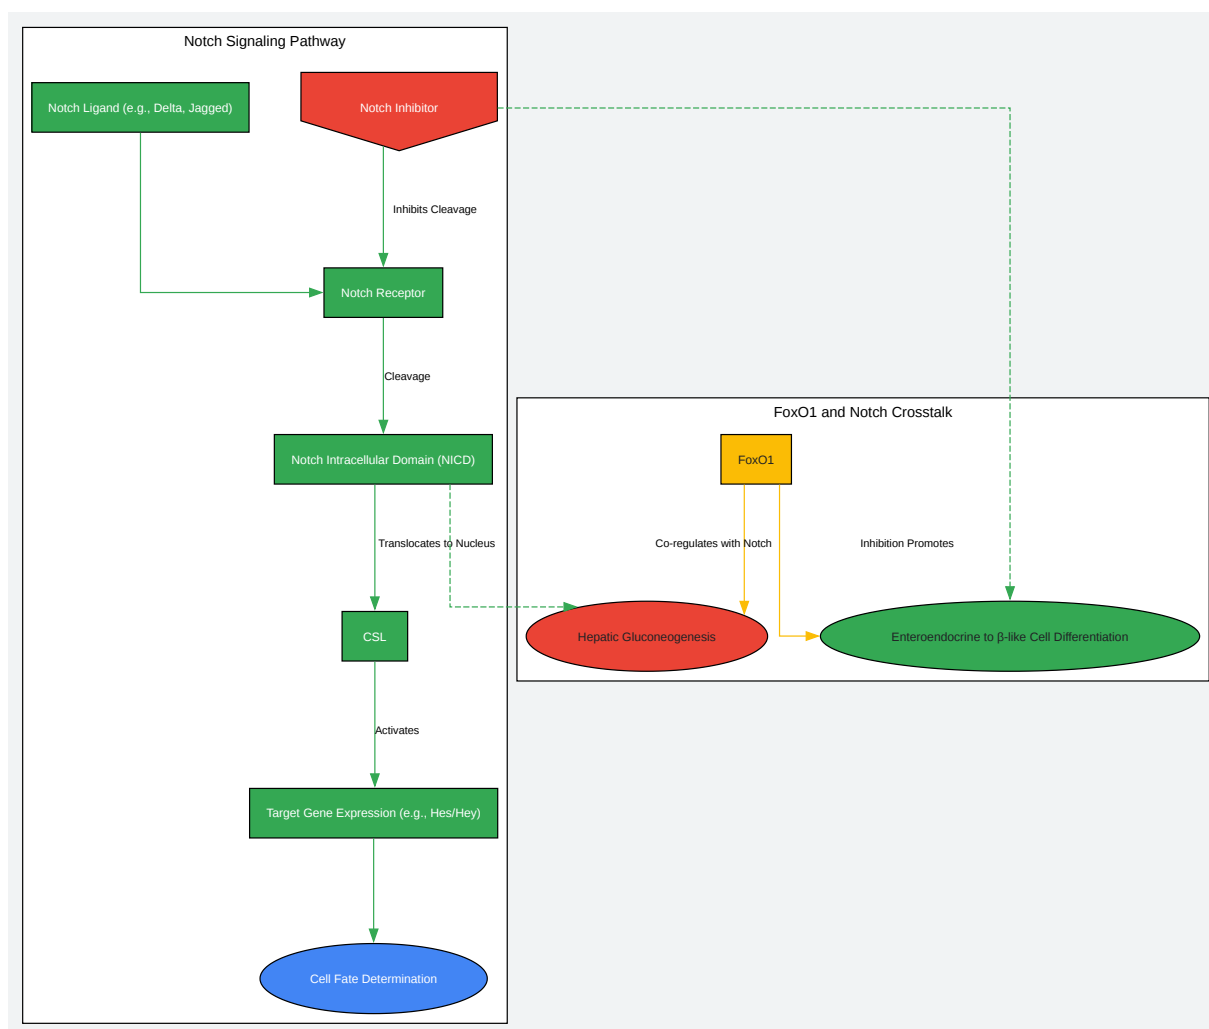 Notch Signaling Pathway
Notch Ligand (e.g., Delta, Jagged)
Notch Inhibitor
Inhibits Cleavage
Notch Receptor
Cleavage
Notch Intracellular Domain (NICD)
Translocates to Nucleus
CSL
Activates
Target Gene Expression (e.g., Hes/Hey)
Cell Fate Determination
FoxO1 and Notch Crosstalk
FoxO1
Co-regulates with Notch
Inhibition Promotes
Hepatic Gluconeogenesis
Enteroendocrine to β-like Cell Differentiation